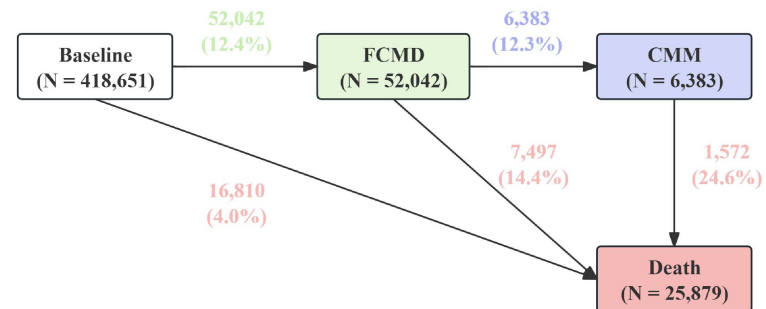 52,042
(12.4%)
6,383
(12.3%)
Baseline
(N = 418,651)
FCMD
(N = 52,042)
CMM
(N = 6,383)
16,810
(4.0%)
7,497
(14.4%)
1,572
(24.6%)
Death
(N = 25,879)